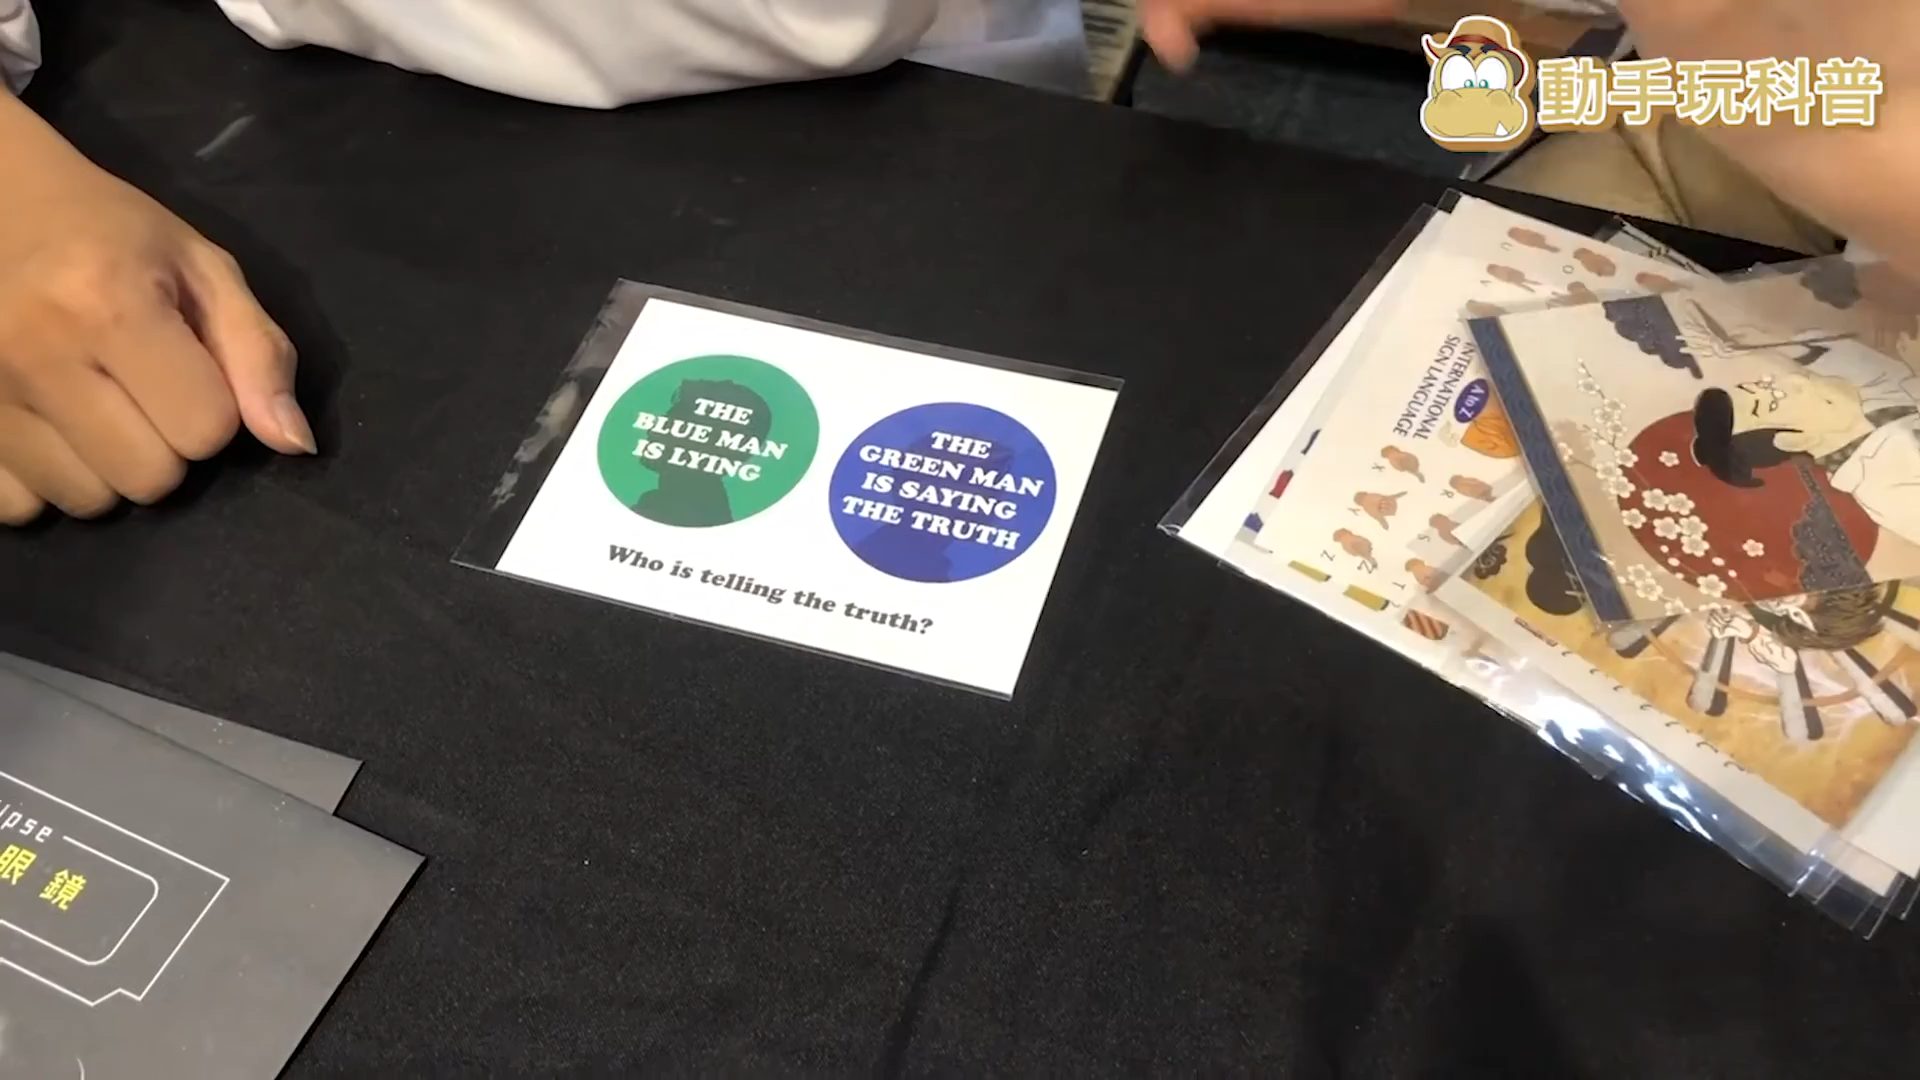 動手玩科普
THE
BLUE MAN
IS LYING
THE
GREEN MAN
IS SAYING
THE TRUTH
Who is telling the truth?
INTERNATIONAL
SIGN LANGUAGE
A to Z
眼鏡